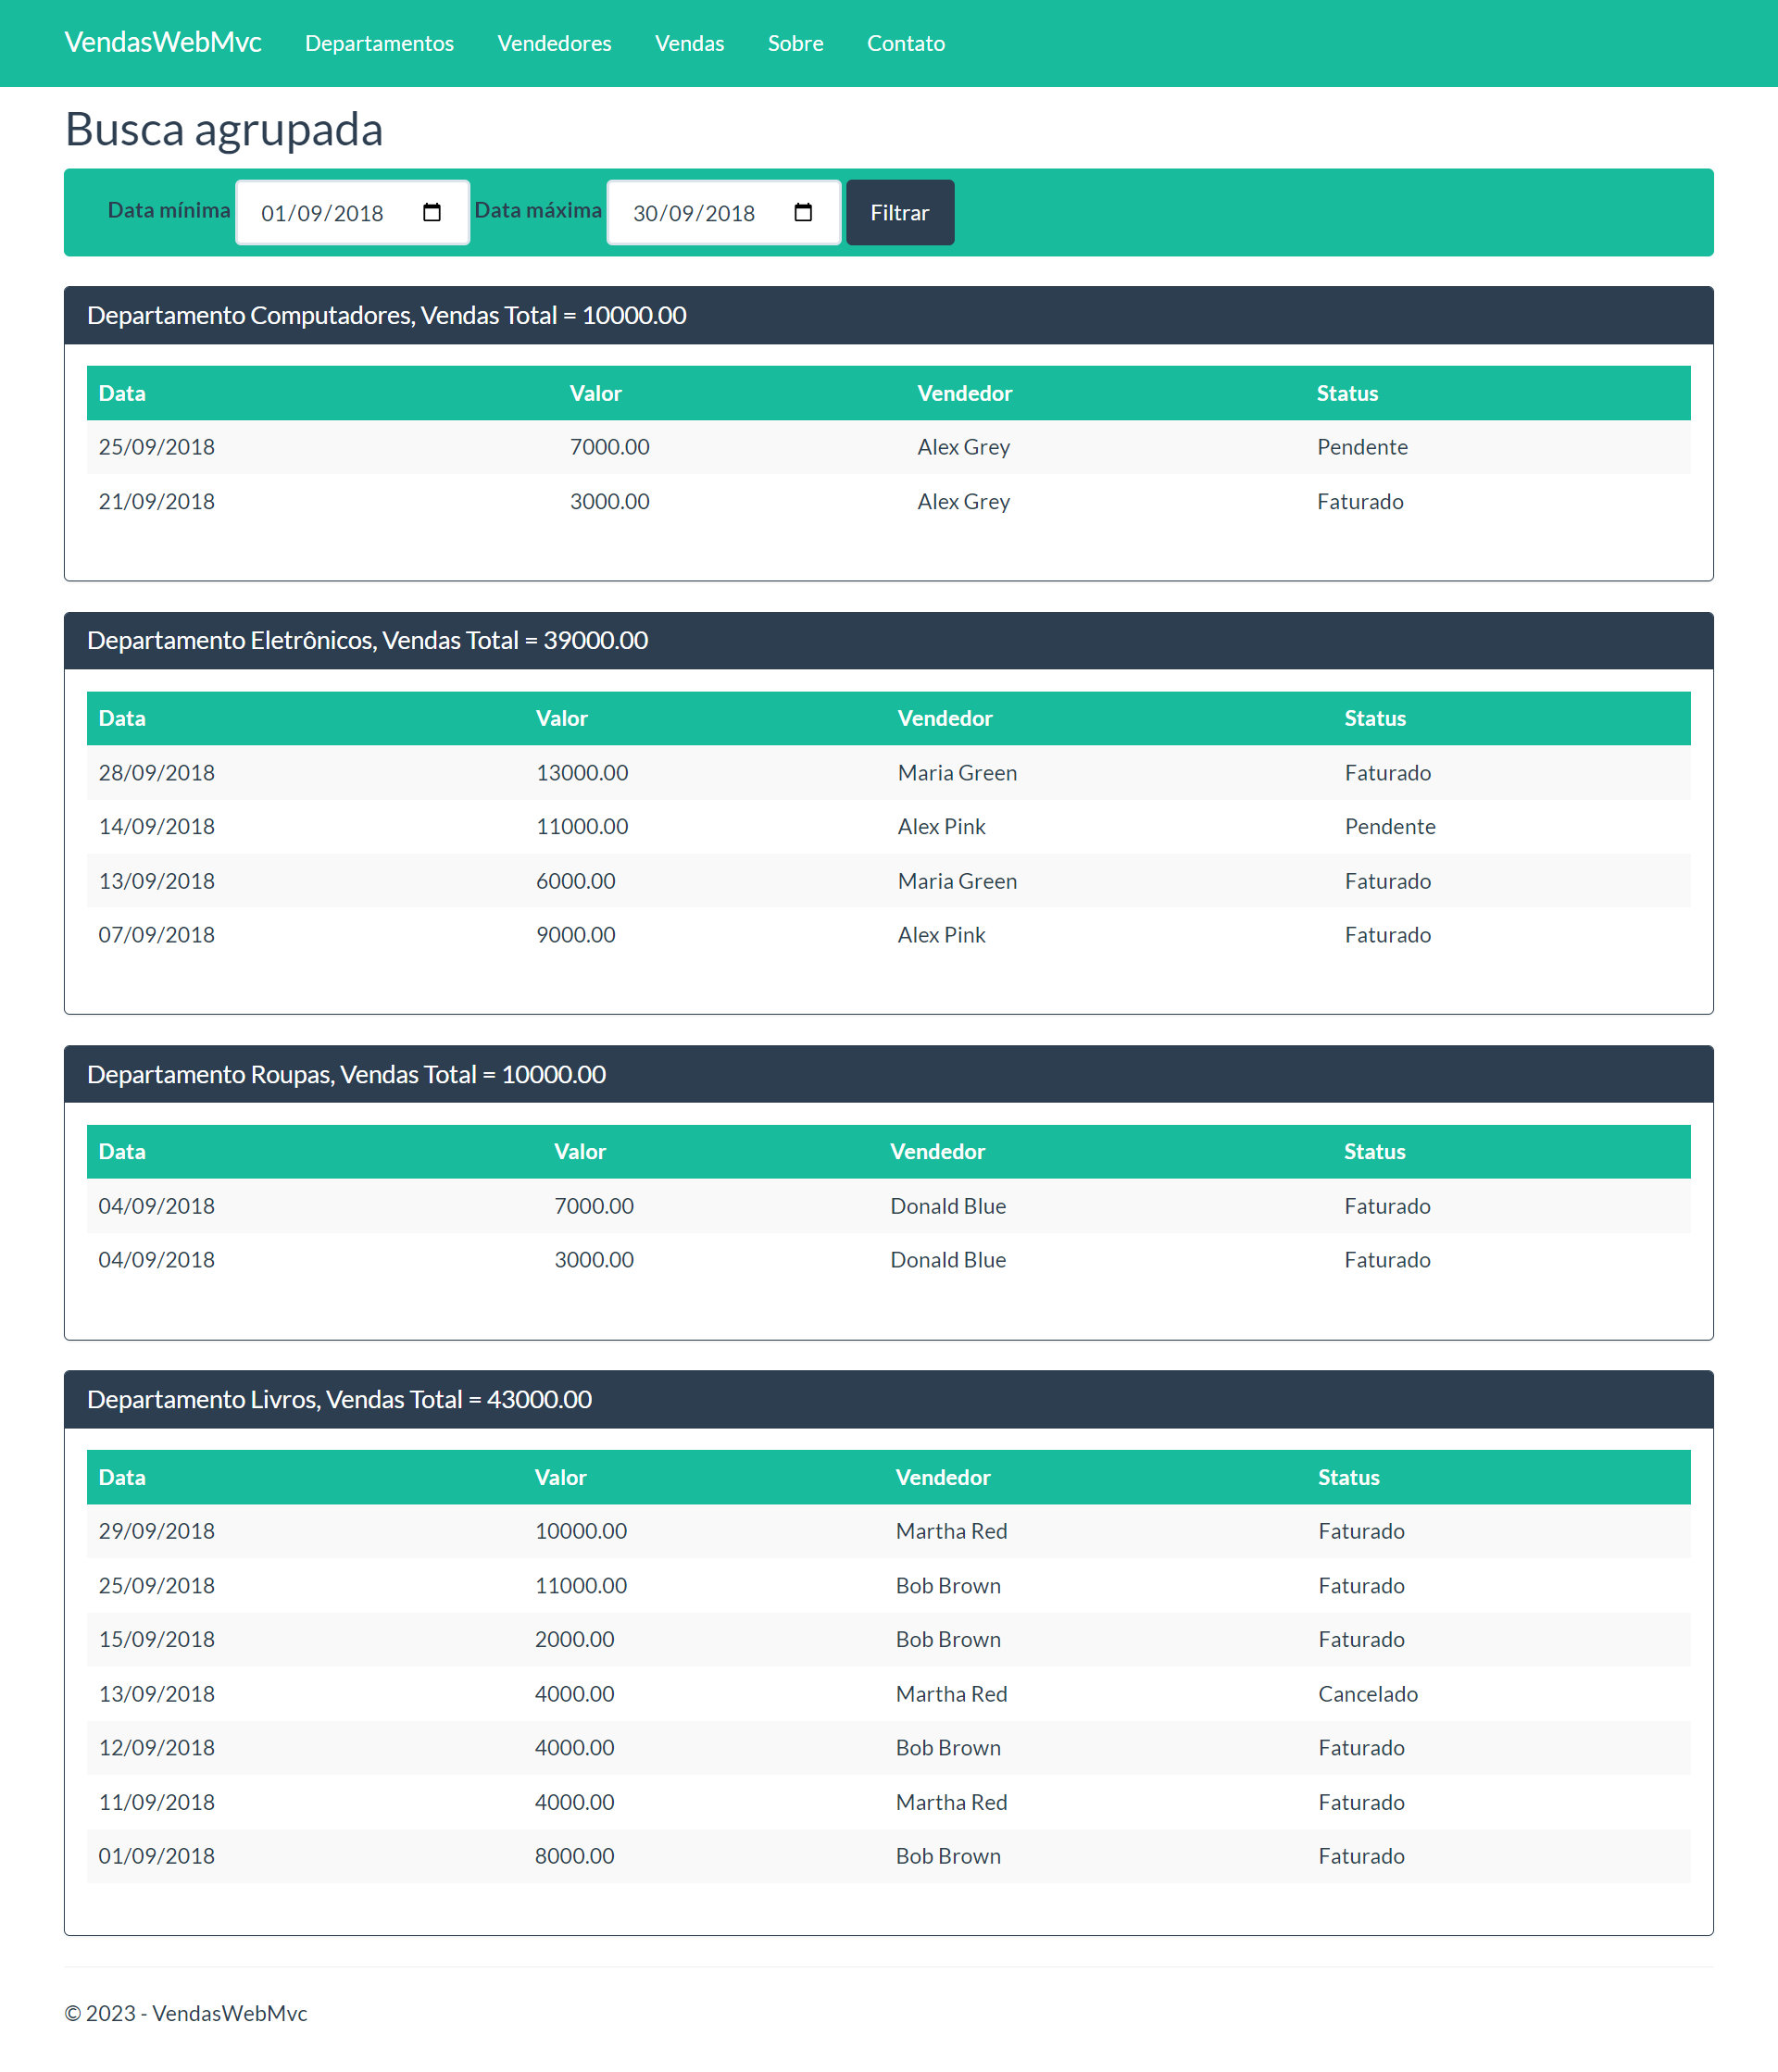 VendasWebMvc Departamentos Vendedores Vendas Sobre Contato
Busca agrupada
Data mínima 01/09/2018 Data máxima 30/09/2018 Filtrar
Departamento Computadores, Vendas Total = 10000.00
Data Valor Vendedor Status
25/09/2018 7000.00 Alex Grey Pendente
21/09/2018 3000.00 Alex Grey Faturado
Departamento Eletrônicos, Vendas Total = 39000.00
Data Valor Vendedor Status
28/09/2018 13000.00 Maria Green Faturado
14/09/2018 11000.00 Alex Pink Pendente
13/09/2018 6000.00 Maria Green Faturado
07/09/2018 9000.00 Alex Pink Faturado
Departamento Roupas, Vendas Total = 10000.00
Data Valor Vendedor Status
04/09/2018 7000.00 Donald Blue Faturado
04/09/2018 3000.00 Donald Blue Faturado
Departamento Livros, Vendas Total = 43000.00
Data Valor Vendedor Status
29/09/2018 10000.00 Martha Red Faturado
25/09/2018 11000.00 Bob Brown Faturado
15/09/2018 2000.00 Bob Brown Faturado
13/09/2018 4000.00 Martha Red Cancelado
12/09/2018 4000.00 Bob Brown Faturado
11/09/2018 4000.00 Martha Red Faturado
01/09/2018 8000.00 Bob Brown Faturado
© 2023 - VendasWebMvc